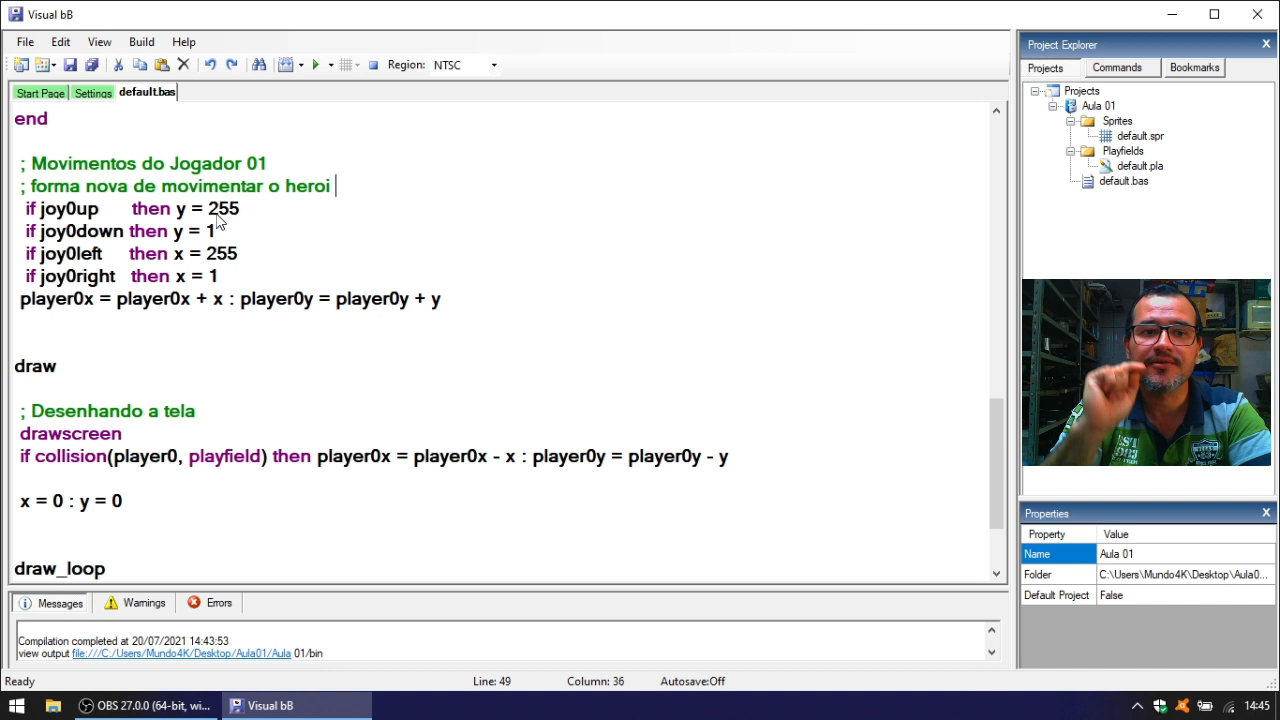 Visual bB
File Edit View Build Help
Region: NTSC
Start Page Settings default.bas
end
; Movimentos do Jogador 01
; forma nova de movimentar o heroi
if joy0up then y = 255
if joy0down then y = 1
if joy0left then x = 255
if joy0right then x = 1
player0x = player0x + x : player0y = player0y + y
draw
; Desenhando a tela
drawscreen
if collision(player0, playfield) then player0x = player0x - x : player0y = player0y - y
x = 0 : y = 0
draw_loop
Messages Warnings Errors
Compilation completed at 20/07/2021 14:43:53
view output file:///C:/Users/Mundo4K/Desktop/Aula01/Aula 01/bin
Ready Line: 49 Column: 36 Autosave:Off
Project Explorer
Projects Commands Bookmarks
Projects
Aula 01
Sprites
default.spr
Playfields
default.pla
default.bas
Properties
Property Value
Name Aula 01
Folder C:\Users\Mundo4K\Desktop\Aula0...
Default Project False
OBS 27.0.0 (64-bit, wi... Visual bB 14:45